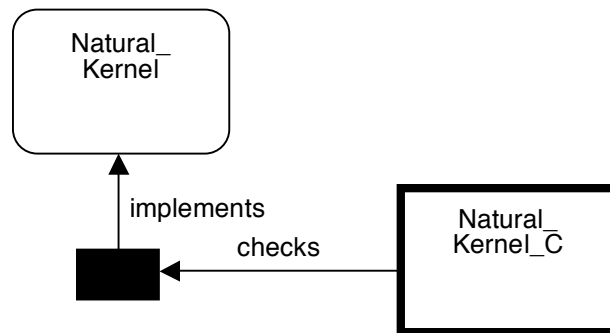 Natural_
Kernel
implements
checks
Natural_
Kernel_C